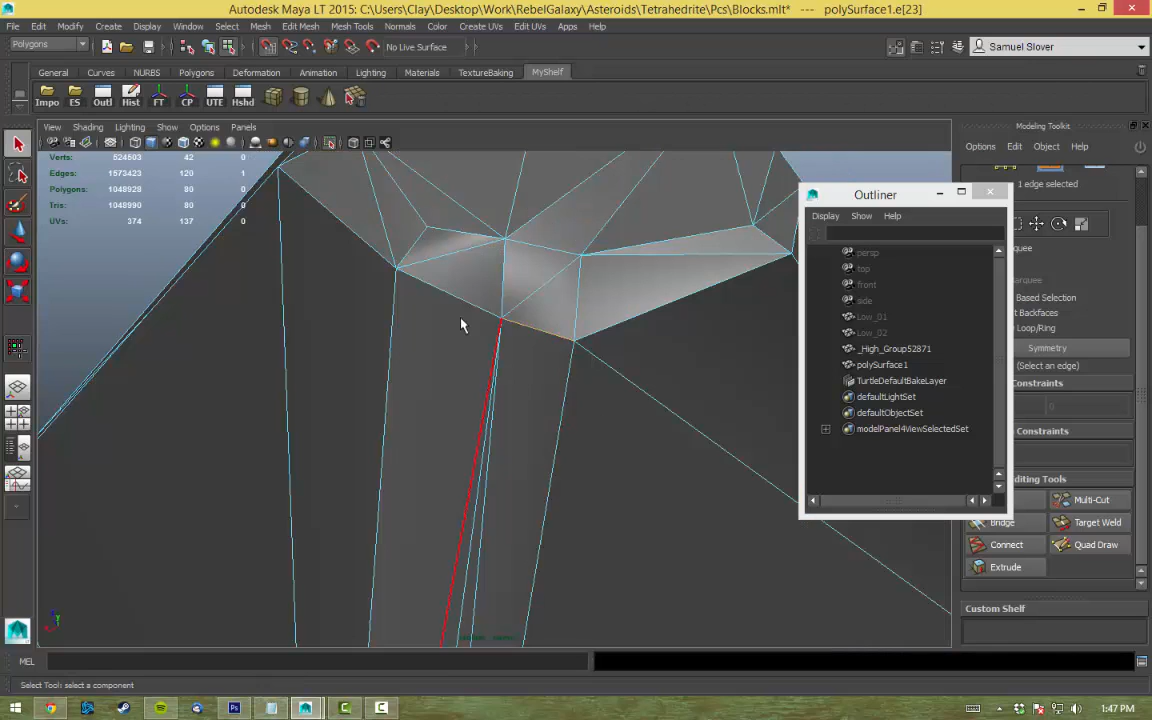 Autodesk Maya LT 2015: C:\Users\Clay\Desktop\Work\RebelGalaxy\Asteroids\Tetrahedrite\Pcs\Blocks.mlt* --- polySurface1.e[23]
File Edit Modify Create Display Window Select Mesh Edit Mesh Mesh Tools Normals Color Create UVs Edit UVs Apps Help
Polygons No Live Surface Samuel Slover
General Curves NURBS Polygons Deformation Animation Lighting Materials TextureBaking MyShelf
Impo ES Outl Hist FT CP UTE Hshd
View Shading Lighting Show Options Panels
Modeling Toolkit
Object Edit Mesh Help
Verts: 524503 42 0
Edges: 1573423 120 1
Polygons: 1048928 80 0
Tris: 1048990 80 0
UVs: 374 137 0
1 edge selected
Outliner
Display Show Help
persp
top
front
side
Low_01
Low_02
_High_Group52871
polySurface1
TurtleDefaultBakeLayer
defaultLightSet
defaultObjectSet
modelPanel4ViewSelectedSet
Based Selection
Backfaces
Loop/Ring
Symmetry
(Select an edge)
Constraints
0
Constraints
Editing Tools
Multi-Cut
Bridge Target Weld
Connect Quad Draw
Extrude
Custom Shelf
MEL
Select Tool: select a component
1:47 PM